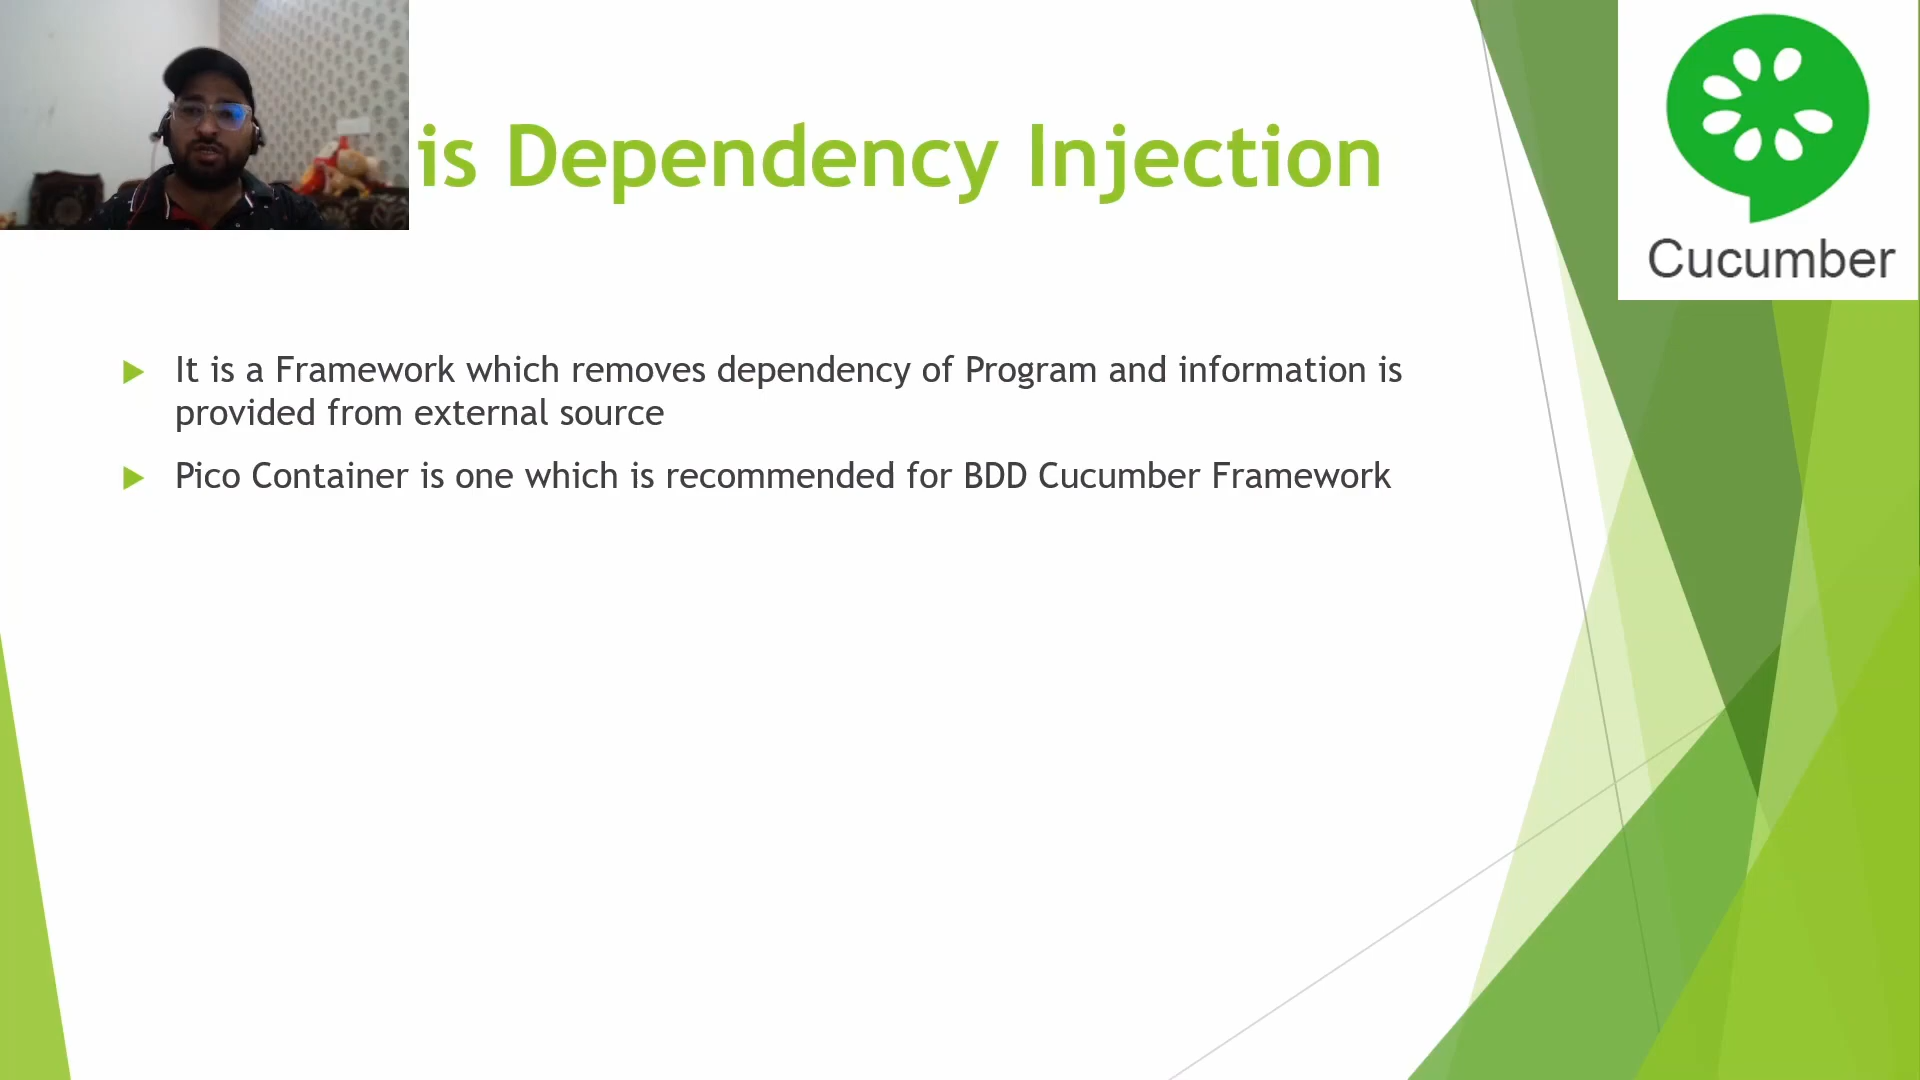 is Dependency Injection
Cucumber
It is a Framework which removes dependency of Program and information is
provided from external source
Pico Container is one which is recommended for BDD Cucumber Framework